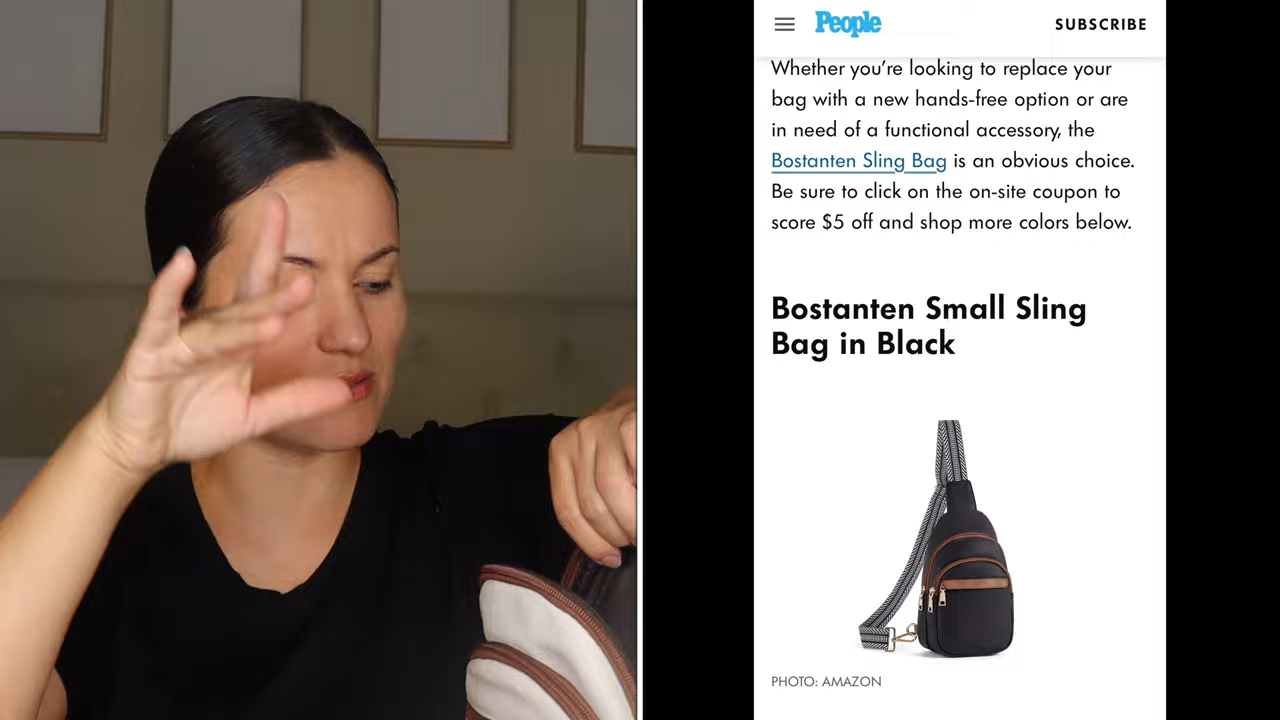 People
SUBSCRIBE
Whether you’re looking to replace your
bag with a new hands-free option or are
in need of a functional accessory, the
Bostanten Sling Bag is an obvious choice.
Be sure to click on the on-site coupon to
score $5 off and shop more colors below.
Bostanten Small Sling
Bag in Black
PHOTO: AMAZON